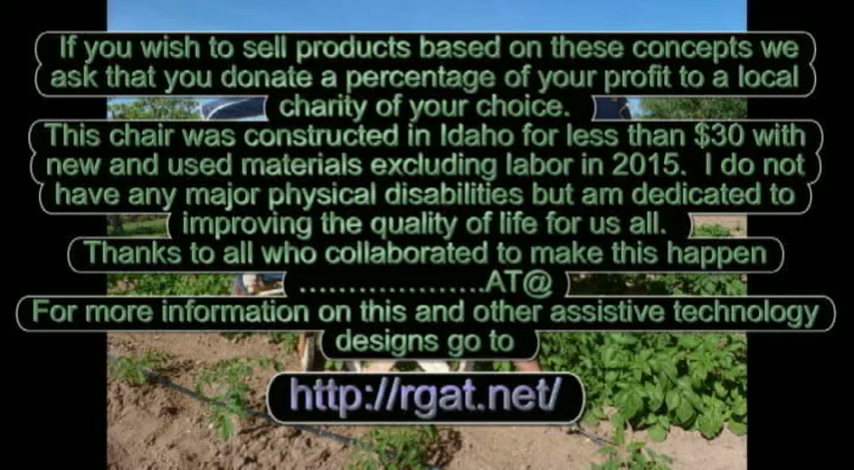 If you wish to sell products based on these concepts we
ask that you donate a percentage of your profit to a local
charity of your choice.
This chair was constructed in Idaho for less than $30 with
new and used materials excluding labor in 2015. I do not
have any major physical disabilities but am dedicated to
improving the quality of life for us all.
Thanks to all who collaborated to make this happen
...................AT@
For more information on this and other assistive technology
designs go to
http://rgat.net/